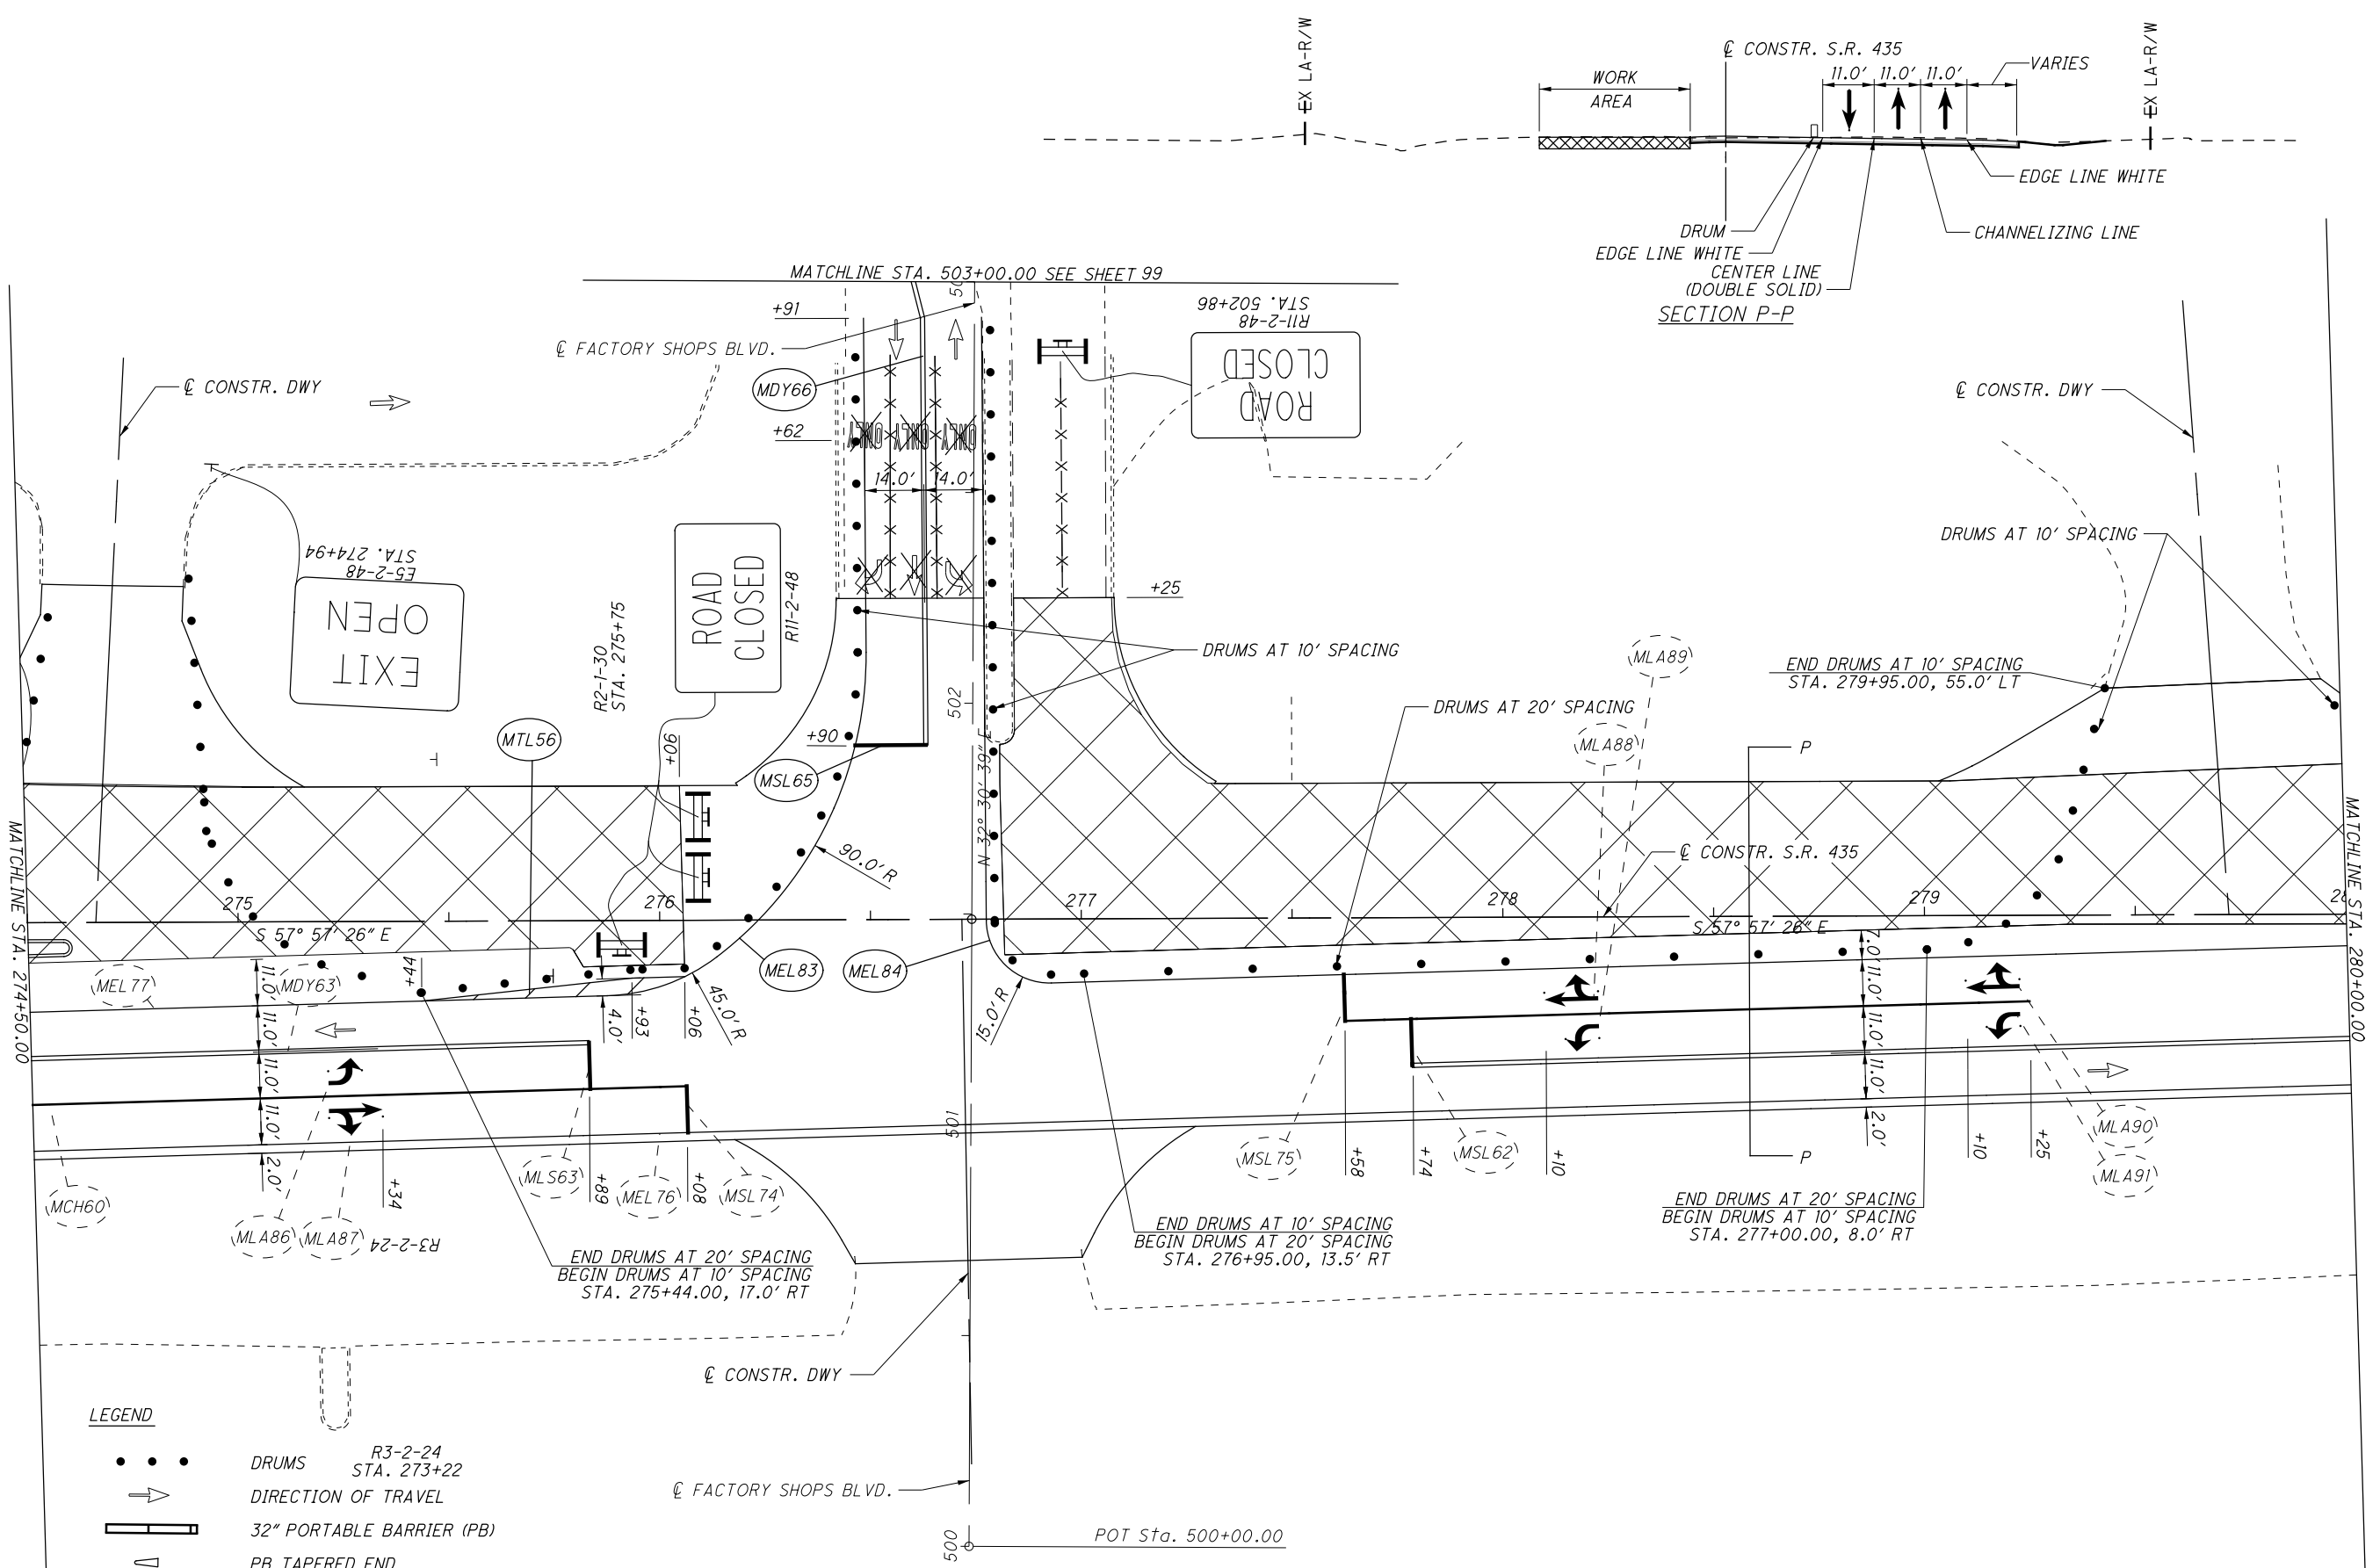 EX LA-R/W
℄ CONSTR. S.R. 435
EX LA-R/W
WORK
AREA
11.0'
11.0'
11.0'
VARIES
EDGE LINE WHITE
DRUM
EDGE LINE WHITE
CENTER LINE
(DOUBLE SOLID)
CHANNELIZING LINE
SECTION P-P
MATCHLINE STA. 503+00.00 SEE SHEET 99
+91
℄ FACTORY SHOPS BLVD.
MDY66
+62
ONLY
ONLY
ONLY
14.0'
14.0'
R11-2-48
STA. 502+86
ROAD
CLOSED
℄ CONSTR. DWY
℄ CONSTR. DWY
E5-2-48
STA. 274+94
EXIT
OPEN
R2-1-30
STA. 275+75
ROAD
CLOSED
R11-2-48
+25
DRUMS AT 10' SPACING
DRUMS AT 10' SPACING
MLA89
END DRUMS AT 10' SPACING
STA. 279+95.00, 55.0' LT
DRUMS AT 20' SPACING
MLA88
MTL56
+06
+90
MSL65
502
N 32° 30' 39" E
P
90.0' R
℄ CONSTR. S.R. 435
MATCHLINE STA. 274+50.00
MATCHLINE STA. 280+00.00
275
276
277
278
279
28
S 57° 57' 26" E
S 57° 57' 26" E
MEL77
MDY63
+44
MEL83
MEL84
45.0' R
15.0' R
11.0'
11.0'
11.0'
11.0'
2.0'
4.0'
+93
+06
7.0'
11.0'
11.0'
11.0'
2.0'
MCH60
MLA86
MLA87
+34
R3-2-24
MLS63
+89
MEL76
+08
MSL74
501
MSL75
+58
+74
MSL62
+10
P
+10
+25
MLA90
MLA91
END DRUMS AT 20' SPACING
BEGIN DRUMS AT 10' SPACING
STA. 275+44.00, 17.0' RT
END DRUMS AT 10' SPACING
BEGIN DRUMS AT 20' SPACING
STA. 276+95.00, 13.5' RT
END DRUMS AT 20' SPACING
BEGIN DRUMS AT 10' SPACING
STA. 277+00.00, 8.0' RT
℄ CONSTR. DWY
℄ FACTORY SHOPS BLVD.
500
POT Sta. 500+00.00
LEGEND
DRUMS
R3-2-24
STA. 273+22
DIRECTION OF TRAVEL
32" PORTABLE BARRIER (PB)
PB TAPERED END